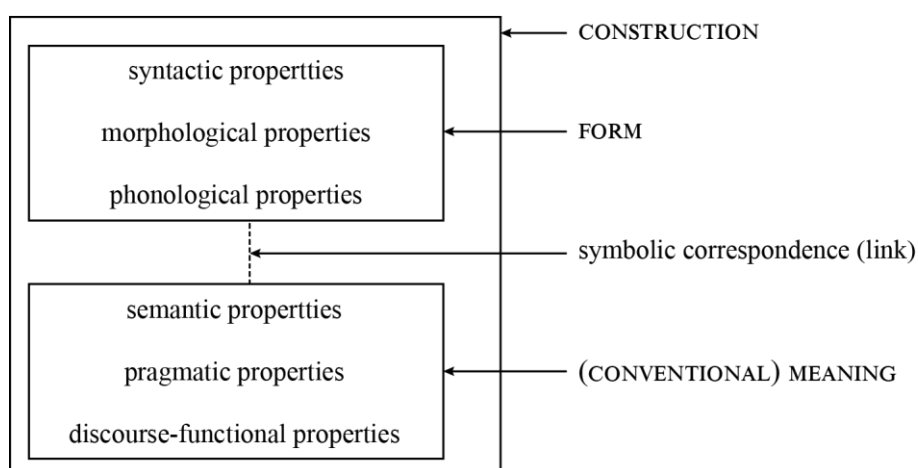 CONSTRUCTION
syntactic propertties
morphological properties
FORM
phonological properties
symbolic correspondence (link)
semantic propertties
pragmatic properties
(CONVENTIONAL) MEANING
discourse-functional properties